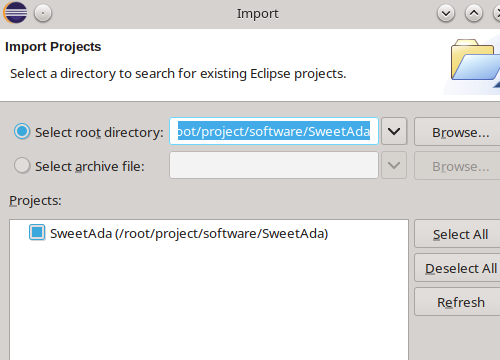 Import
Import Projects
Select a directory to search for existing Eclipse projects.
Select root directory: oot/project/software/SweetAda Browse...
Select archive file: Browse...
Projects:
SweetAda (/root/project/software/SweetAda)
Select All
Deselect All
Refresh